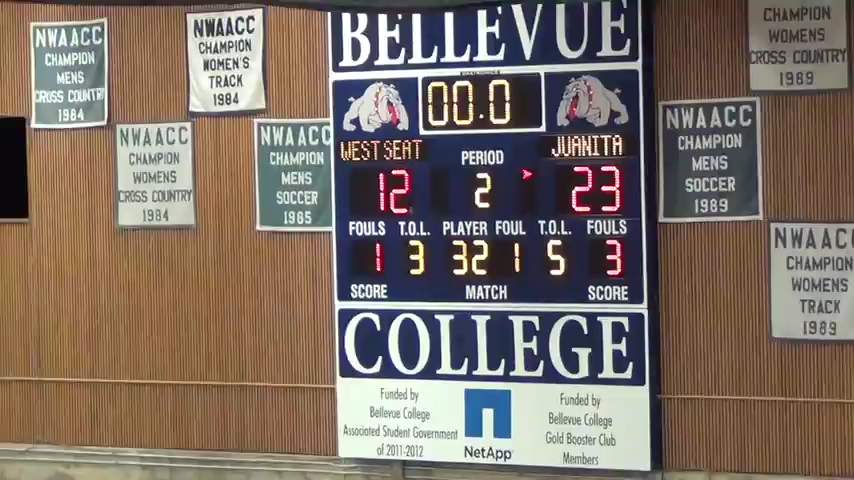 NWAACC
CHAMPION
MENS
CROSS COUNTRY
1984
NWAACC
CHAMPION
WOMEN'S
TRACK
1984
NWAACC
CHAMPION
WOMENS
CROSS COUNTRY
1984
NWAACC
CHAMPION
MENS
SOCCER
1985
BELLEVUE
00.0
WEST SEAT
JUANITA
PERIOD
12 2 23
FOULS T.O.L. PLAYER FOUL T.O.L. FOULS
1 3 32 1 5 3
SCORE MATCH SCORE
COLLEGE
Funded by
Bellevue College
Associated Student Government
of 2011-2012
NetApp
Funded by
Bellevue College
Gold Booster Club
Members
CHAMPION
WOMENS
CROSS COUNTRY
1989
NWAACC
CHAMPION
MENS
SOCCER
1989
NWAACC
CHAMPION
WOMENS
TRACK
1989